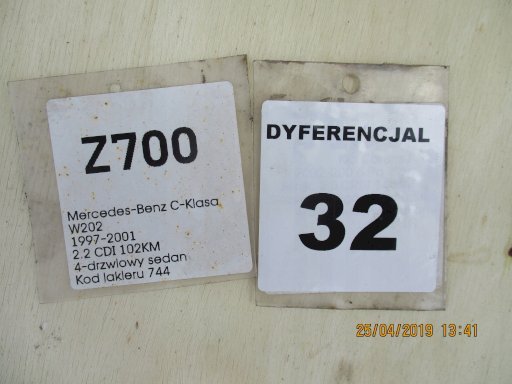 Z700
Mercedes-Benz C-Klasa
W202
1997-2001
2.2 CDI 102KM
4-drzwiowy sedan
Kod lakieru 744
DYFERENCJAL
32
25/04/2019 13:41